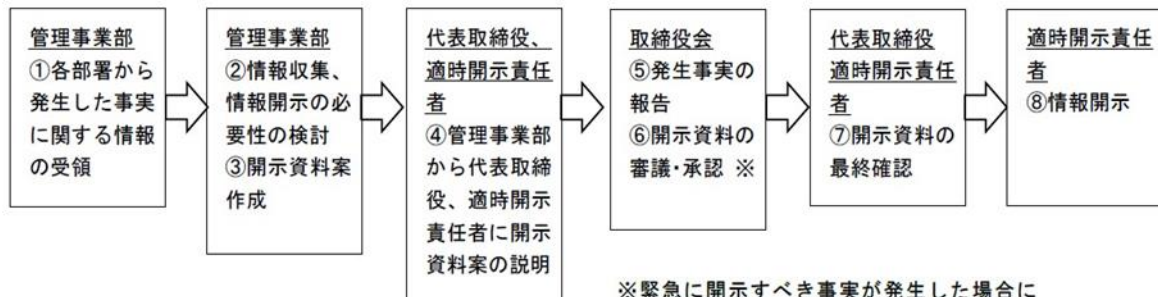 管理事業部
①各部署から
発生した事実
に関する情報
の受領
管理事業部
②情報収集、
情報開示の必
要性の検討
③開示資料案
作成
代表取締役、
適時開示責任
者
④管理事業部
から代表取締
役、適時開示
責任者に開示
資料案の説明
取締役会
⑤発生事実の
報告
⑥開示資料の
審議・承認 ※
代表取締役
適時開示責任
者
⑦開示資料の
最終確認
適時開示責任
者
⑧情報開示
※緊急に開示すべき事実が発生した場合に